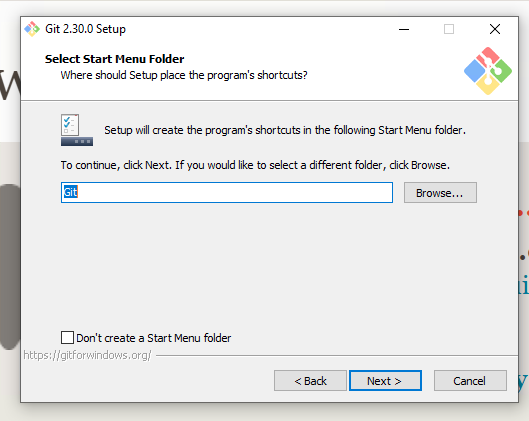 Git 2.30.0 Setup
Select Start Menu Folder
Where should Setup place the program's shortcuts?
Setup will create the program's shortcuts in the following Start Menu folder.
To continue, click Next. If you would like to select a different folder, click Browse.
Git
Browse...
Don't create a Start Menu folder
https://gitforwindows.org/
< Back
Next >
Cancel